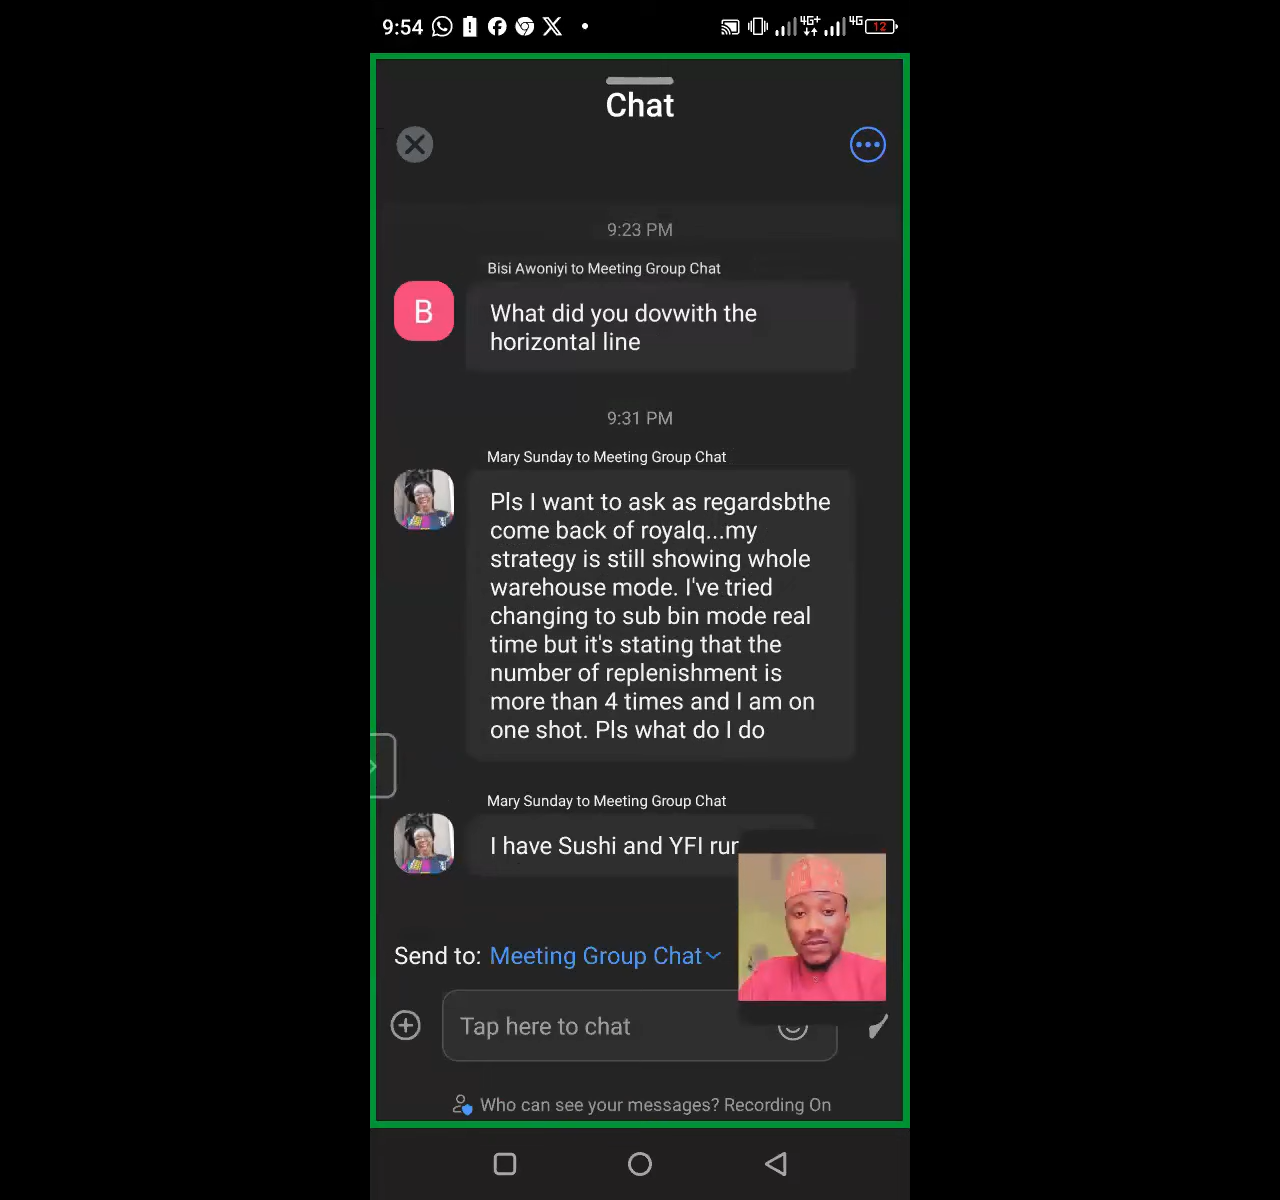 9:54
4G+
4G
12
Chat
9:23 PM
Bisi Awoniyi to Meeting Group Chat
B
What did you dovwith the
horizontal line
9:31 PM
Mary Sunday to Meeting Group Chat
Pls I want to ask as regardsbthe
come back of royalq...my
strategy is still showing whole
warehouse mode. I've tried
changing to sub bin mode real
time but it's stating that the
number of replenishment is
more than 4 times and I am on
one shot. Pls what do I do
Mary Sunday to Meeting Group Chat
I have Sushi and YFI
Send to: Meeting Group Chat
Tap here to chat
Who can see your messages? Recording On